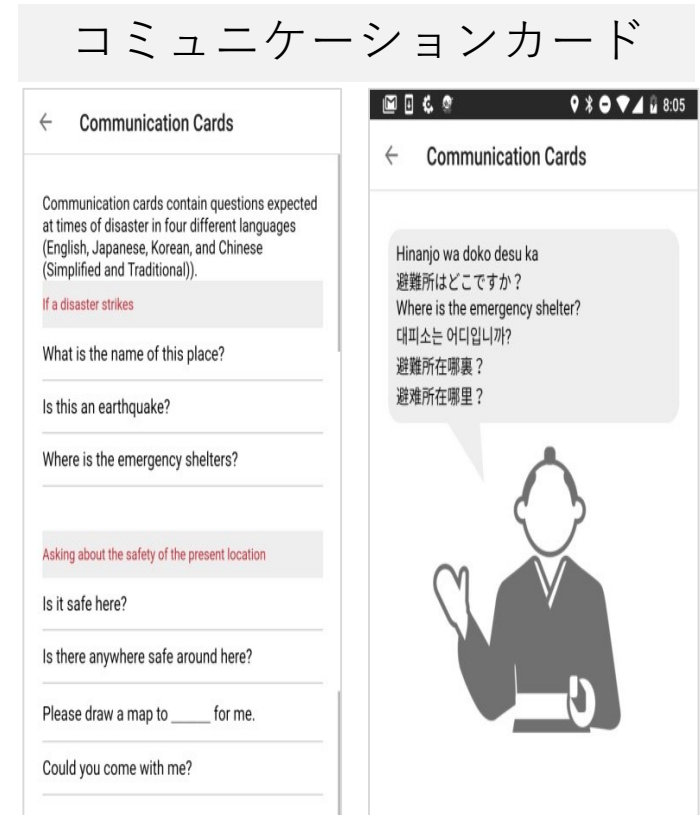 コミュニケーションカード
Communication Cards
Communication cards contain questions expected
at times of disaster in four different languages
(English, Japanese, Korean, and Chinese
(Simplified and Traditional)).
If a disaster strikes
What is the name of this place?
Is this an earthquake?
Where is the emergency shelters?
Asking about the safety of the present location
Is it safe here?
Is there anywhere safe around here?
Please draw a map to ______ for me.
Could you come with me?
8:05
Communication Cards
Hinanjo wa doko desu ka
避難所はどこですか？
Where is the emergency shelter?
대피소는 어디입니까?
避難所在哪裏？
避难所在哪里？